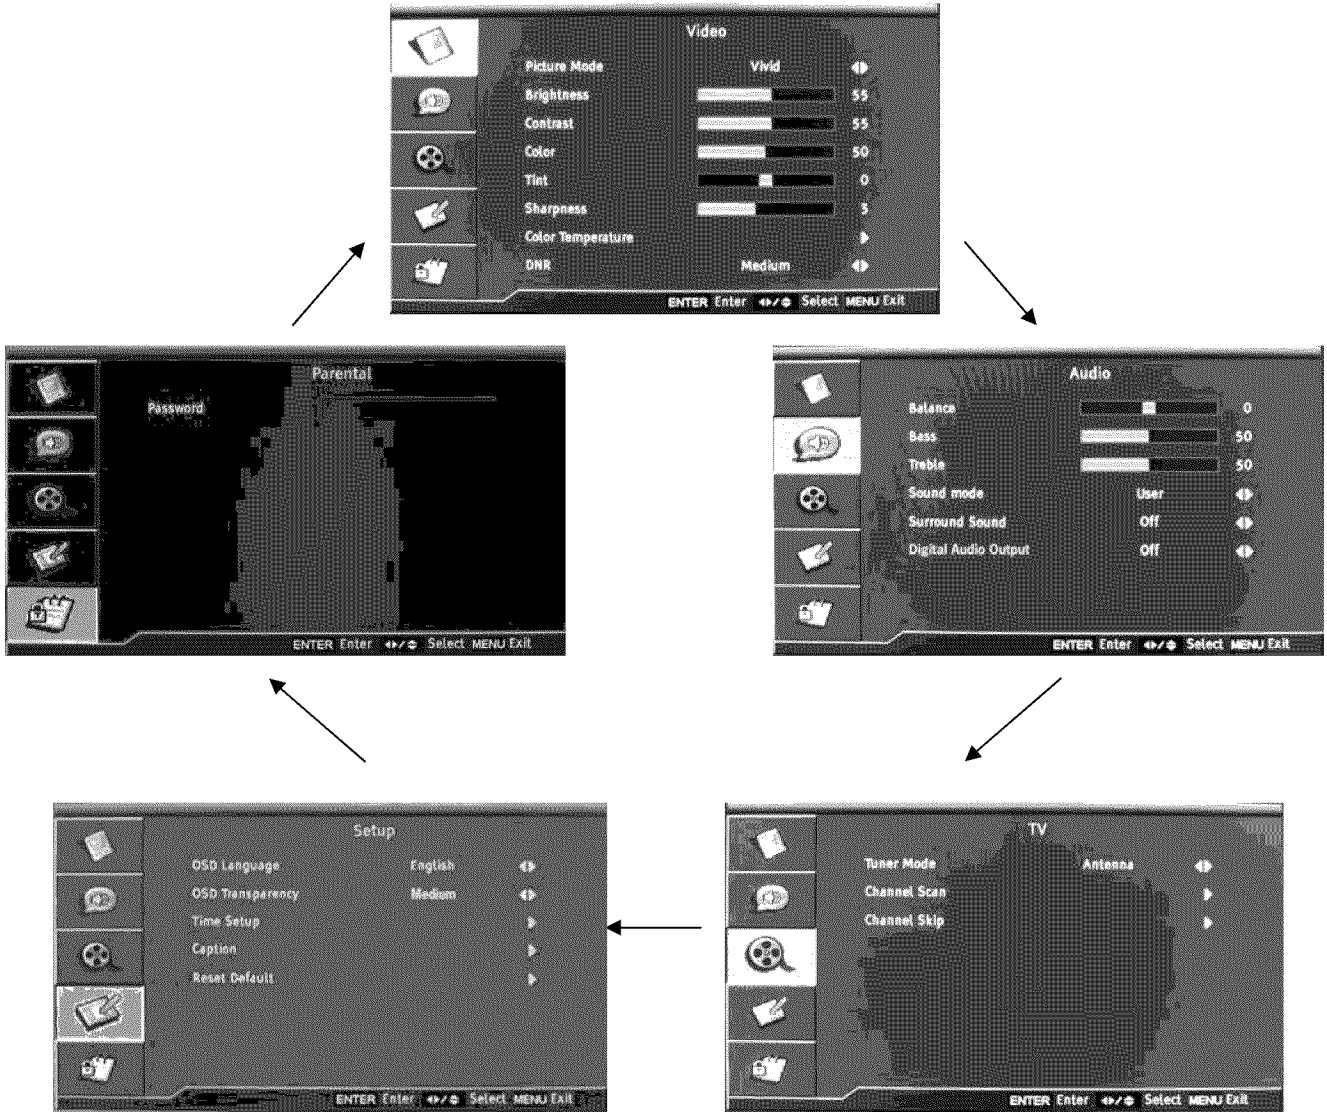 Video
Picture Mode Vivid
Brightness 55
Contrast 55
Color 50
Tint 0
Sharpness 3
Color Temperature
DNR Medium
ENTER Enter / Select MENU Exit
Parental
Password
ENTER Enter / Select MENU Exit
Audio
Balance 0
Bass 50
Treble 50
Sound mode User
Surround Sound Off
Digital Audio Output Off
ENTER Enter / Select MENU Exit
Setup
OSD Language English
OSD Transparency Medium
Time Setup
Caption
Reset Default
ENTER Enter / Select MENU Exit
TV
Tuner Mode Antenna
Channel Scan
Channel Skip
ENTER Enter / Select MENU Exit